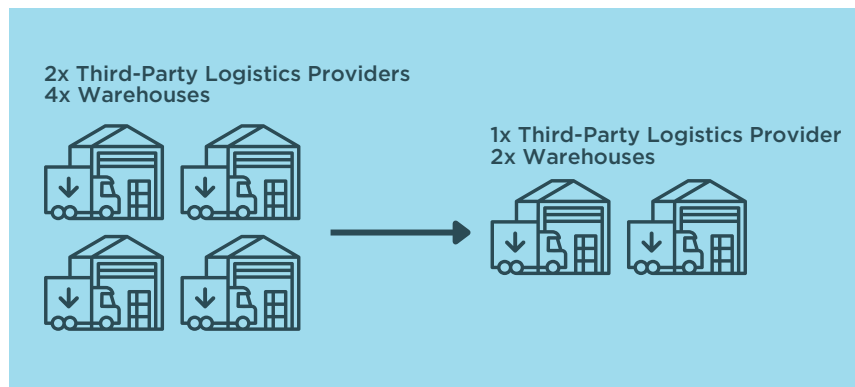 2x Third-Party Logistics Providers
4x Warehouses
1x Third-Party Logistics Provider
2x Warehouses